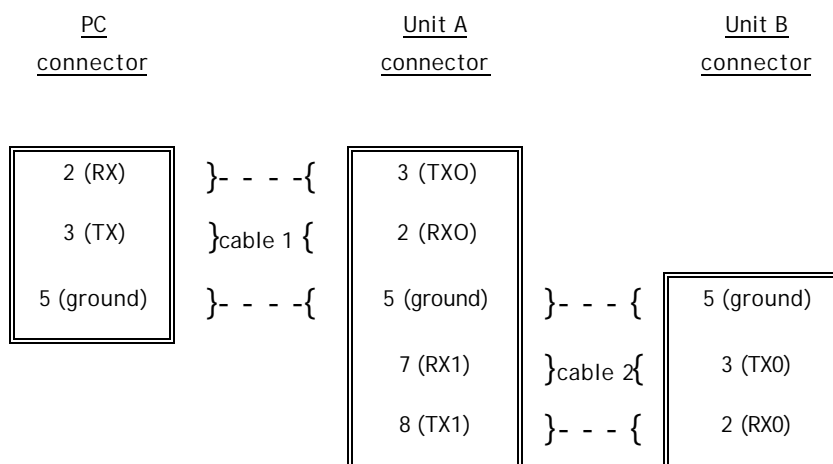 PC Unit A Unit B
connector connector connector
2 (RX) }- - - -{ 3 (TXO)
3 (TX) }cable 1 { 2 (RXO)
5 (ground) }- - - -{ 5 (ground) }- - - { 5 (ground)
7 (RX1) }cable 2{ 3 (TX0)
8 (TX1) }- - - { 2 (RX0)